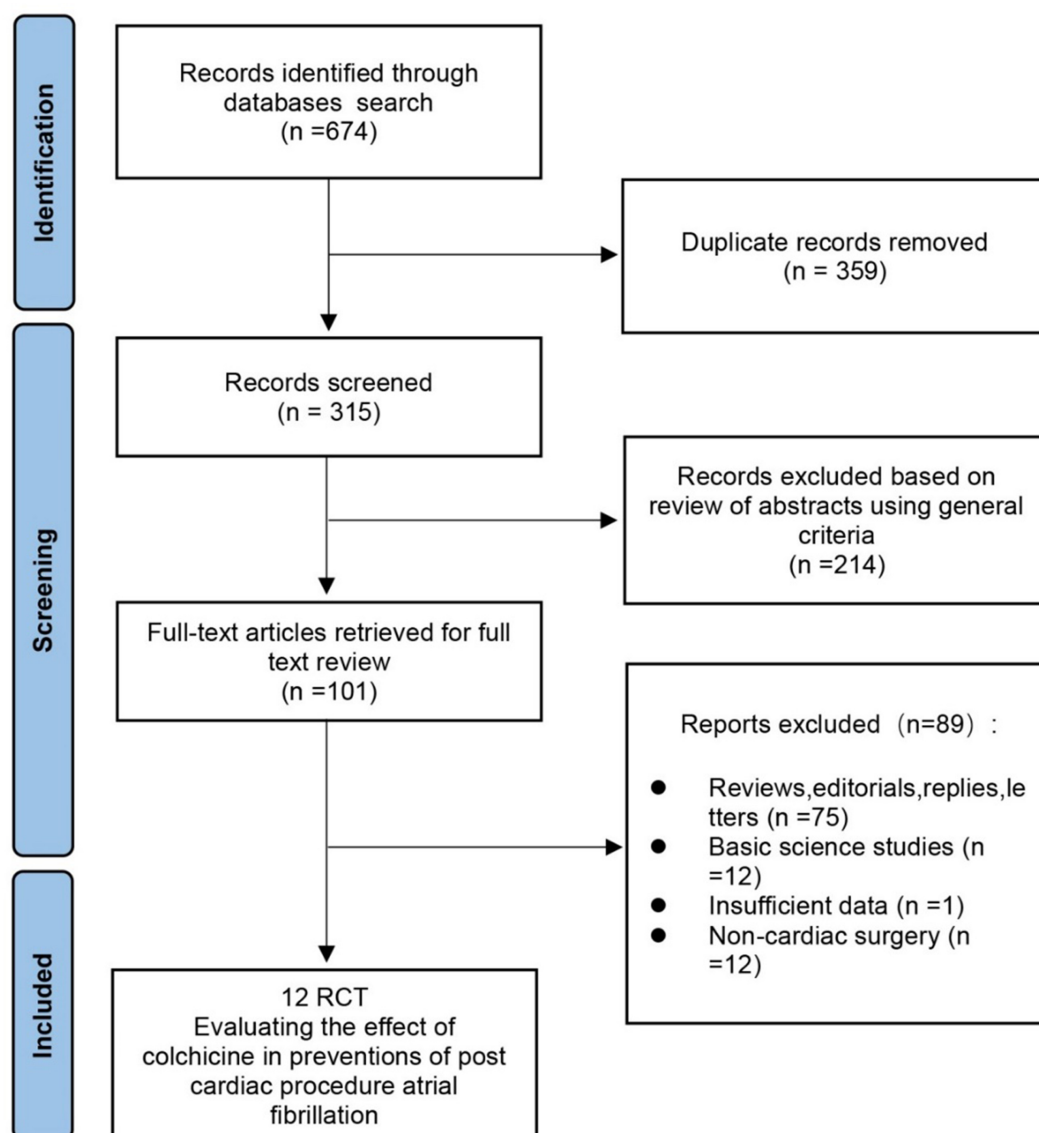 Identification
Records identified through
databases  search
(n =674)
Duplicate records removed
(n = 359)
Screening
Records screened
(n = 315)
Records excluded based on
review of abstracts using general
criteria
(n =214)
Full-text articles retrieved for full
text review
(n =101)
Reports excluded（n=89）:
● Reviews,editorials,replies,le
tters (n =75)
● Basic science studies (n
=12)
● Insufficient data (n =1)
● Non-cardiac surgery (n
=12)
Included
12 RCT
Evaluating the effect of
colchicine in preventions of post
cardiac procedure atrial
fibrillation